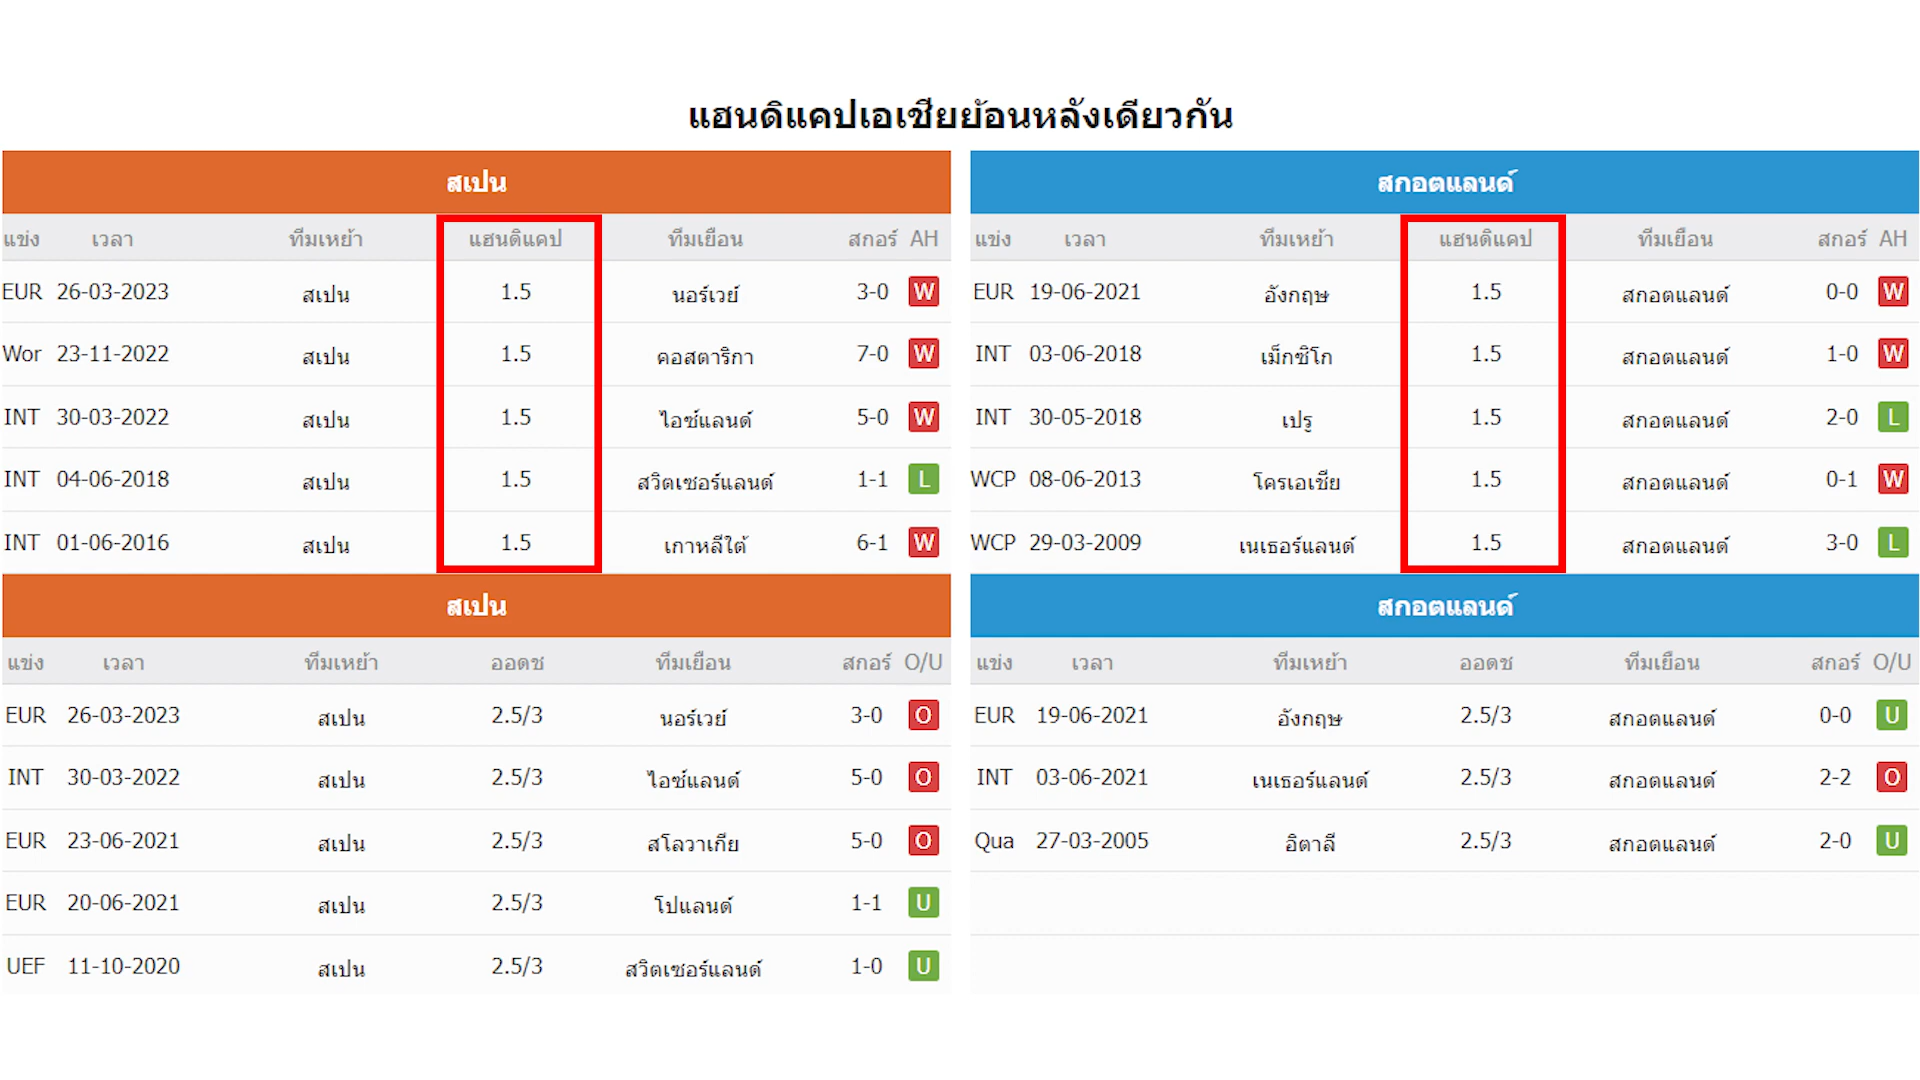 แฮนดิแคปเอเชียย้อนหลังเดียวกัน
สเปน
แข่ง เวลา ทีมเหย้า แฮนดิแคป ทีมเยือน สกอร์ AH
EUR 26-03-2023 สเปน 1.5 นอร์เวย์ 3-0 W
Wor 23-11-2022 สเปน 1.5 คอสตาริกา 7-0 W
INT 30-03-2022 สเปน 1.5 ไอซ์แลนด์ 5-0 W
INT 04-06-2018 สเปน 1.5 สวิตเซอร์แลนด์ 1-1 L
INT 01-06-2016 สเปน 1.5 เกาหลีใต้ 6-1 W
สกอตแลนด์
แข่ง เวลา ทีมเหย้า แฮนดิแคป ทีมเยือน สกอร์ AH
EUR 19-06-2021 อังกฤษ 1.5 สกอตแลนด์ 0-0 W
INT 03-06-2018 เม็กซิโก 1.5 สกอตแลนด์ 1-0 W
INT 30-05-2018 เปรู 1.5 สกอตแลนด์ 2-0 L
WCP 08-06-2013 โครเอเชีย 1.5 สกอตแลนด์ 0-1 W
WCP 29-03-2009 เนเธอร์แลนด์ 1.5 สกอตแลนด์ 3-0 L
สเปน
แข่ง เวลา ทีมเหย้า ออดซ ทีมเยือน สกอร์ O/U
EUR 26-03-2023 สเปน 2.5/3 นอร์เวย์ 3-0 O
INT 30-03-2022 สเปน 2.5/3 ไอซ์แลนด์ 5-0 O
EUR 23-06-2021 สเปน 2.5/3 สโลวาเกีย 5-0 O
EUR 20-06-2021 สเปน 2.5/3 โปแลนด์ 1-1 U
UEF 11-10-2020 สเปน 2.5/3 สวิตเซอร์แลนด์ 1-0 U
สกอตแลนด์
แข่ง เวลา ทีมเหย้า ออดซ ทีมเยือน สกอร์ O/U
EUR 19-06-2021 อังกฤษ 2.5/3 สกอตแลนด์ 0-0 U
INT 03-06-2021 เนเธอร์แลนด์ 2.5/3 สกอตแลนด์ 2-2 O
Qua 27-03-2005 อิตาลี 2.5/3 สกอตแลนด์ 2-0 U